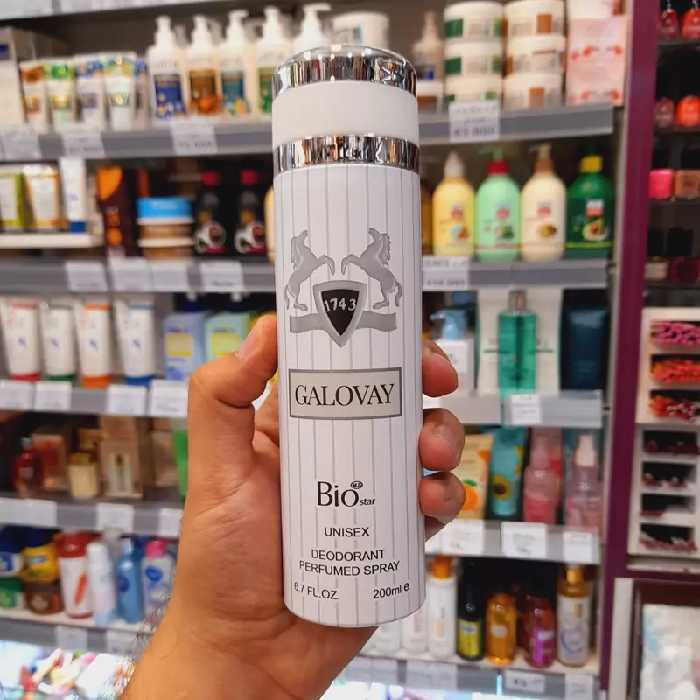 1743
GALOVAY
Bio star
UNISEX
DEODORANT
PERFUMED SPRAY
6.7 FL.OZ 200ml e